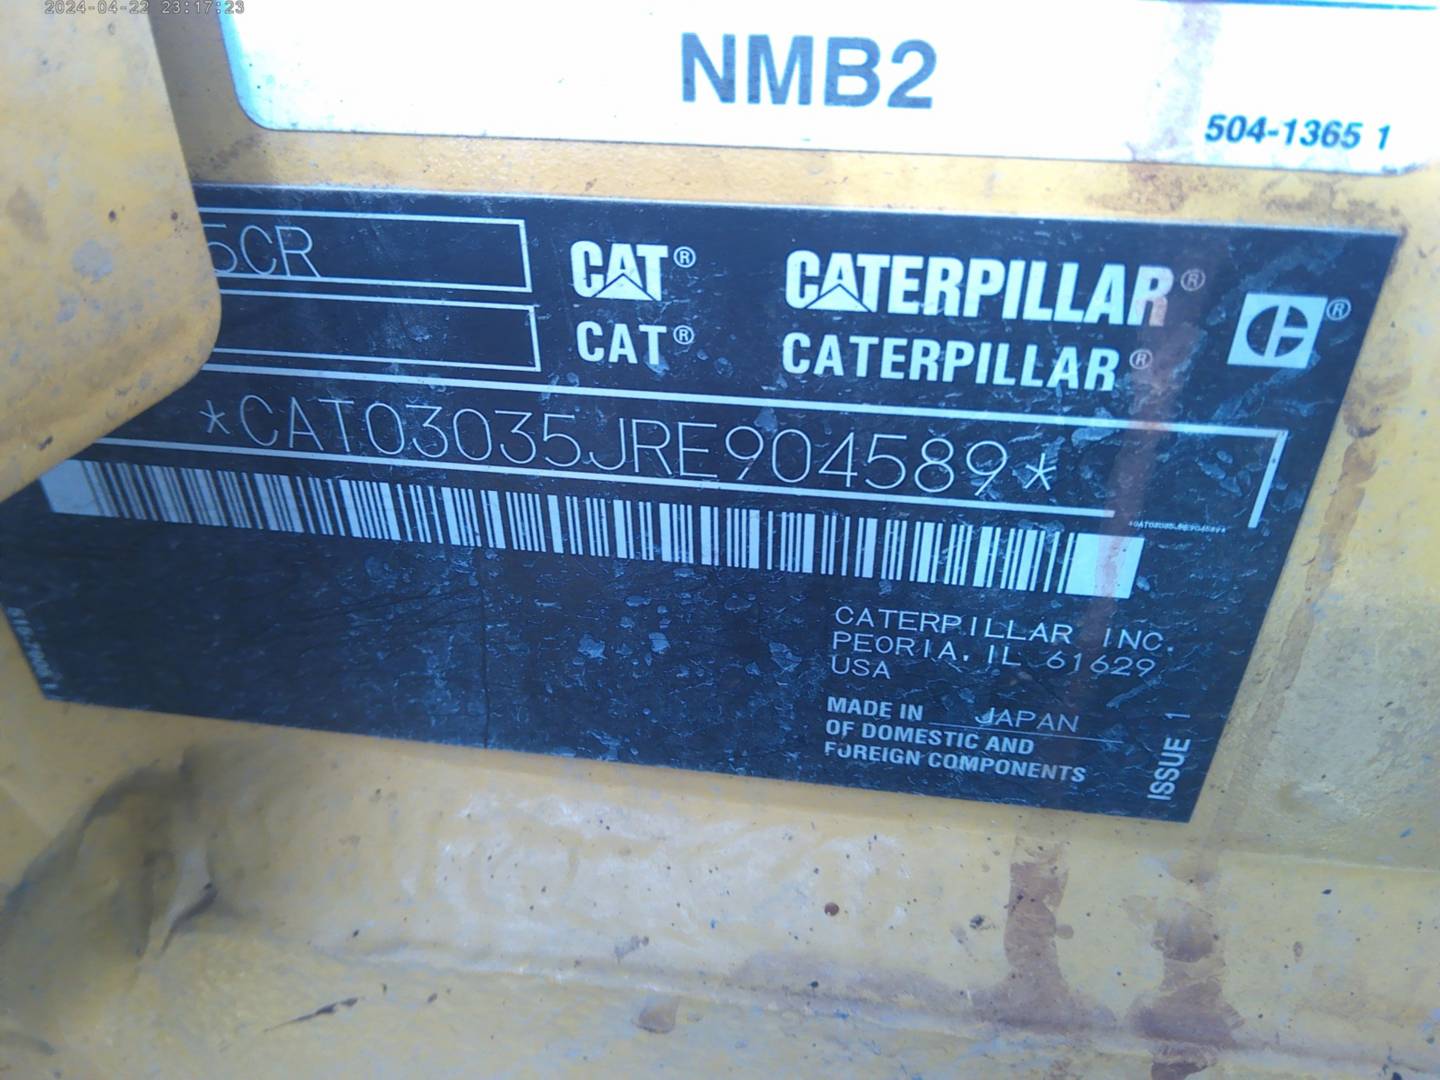 2024-04-22 23:17:23
NMB2
504-1365 1
5CR
CAT® CATERPILLAR® ®
CAT® CATERPILLAR®
*CAT03035JRE904589*
CATERPILLAR INC.
PEORIA, IL 61629
USA
MADE IN JAPAN
OF DOMESTIC AND
FOREIGN COMPONENTS
ISSUE 1